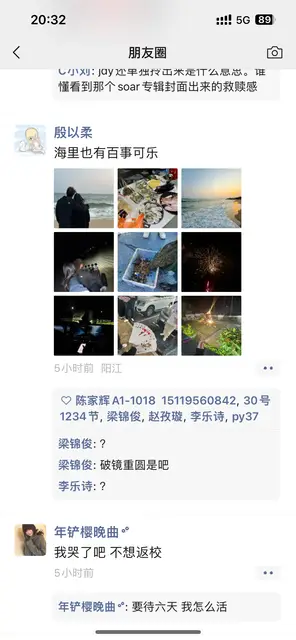 20:32
5G
89
朋友圈
C小刘: jay还单独拎出来是什么意思。谁
懂看到那个soar专辑封面出来的救赎感
殷以柔
海里也有百事可乐
5小时前 阳江
陈家辉A1-1018 15119560842, 30号
1234节, 梁锦俊, 赵孜璇, 李乐诗, py37
梁锦俊: ?
梁锦俊: 破镜重圆是吧
李乐诗: ?
年铲樱晚曲
我哭了吧 不想返校
5小时前
年铲樱晚曲: 要待六天 我怎么活